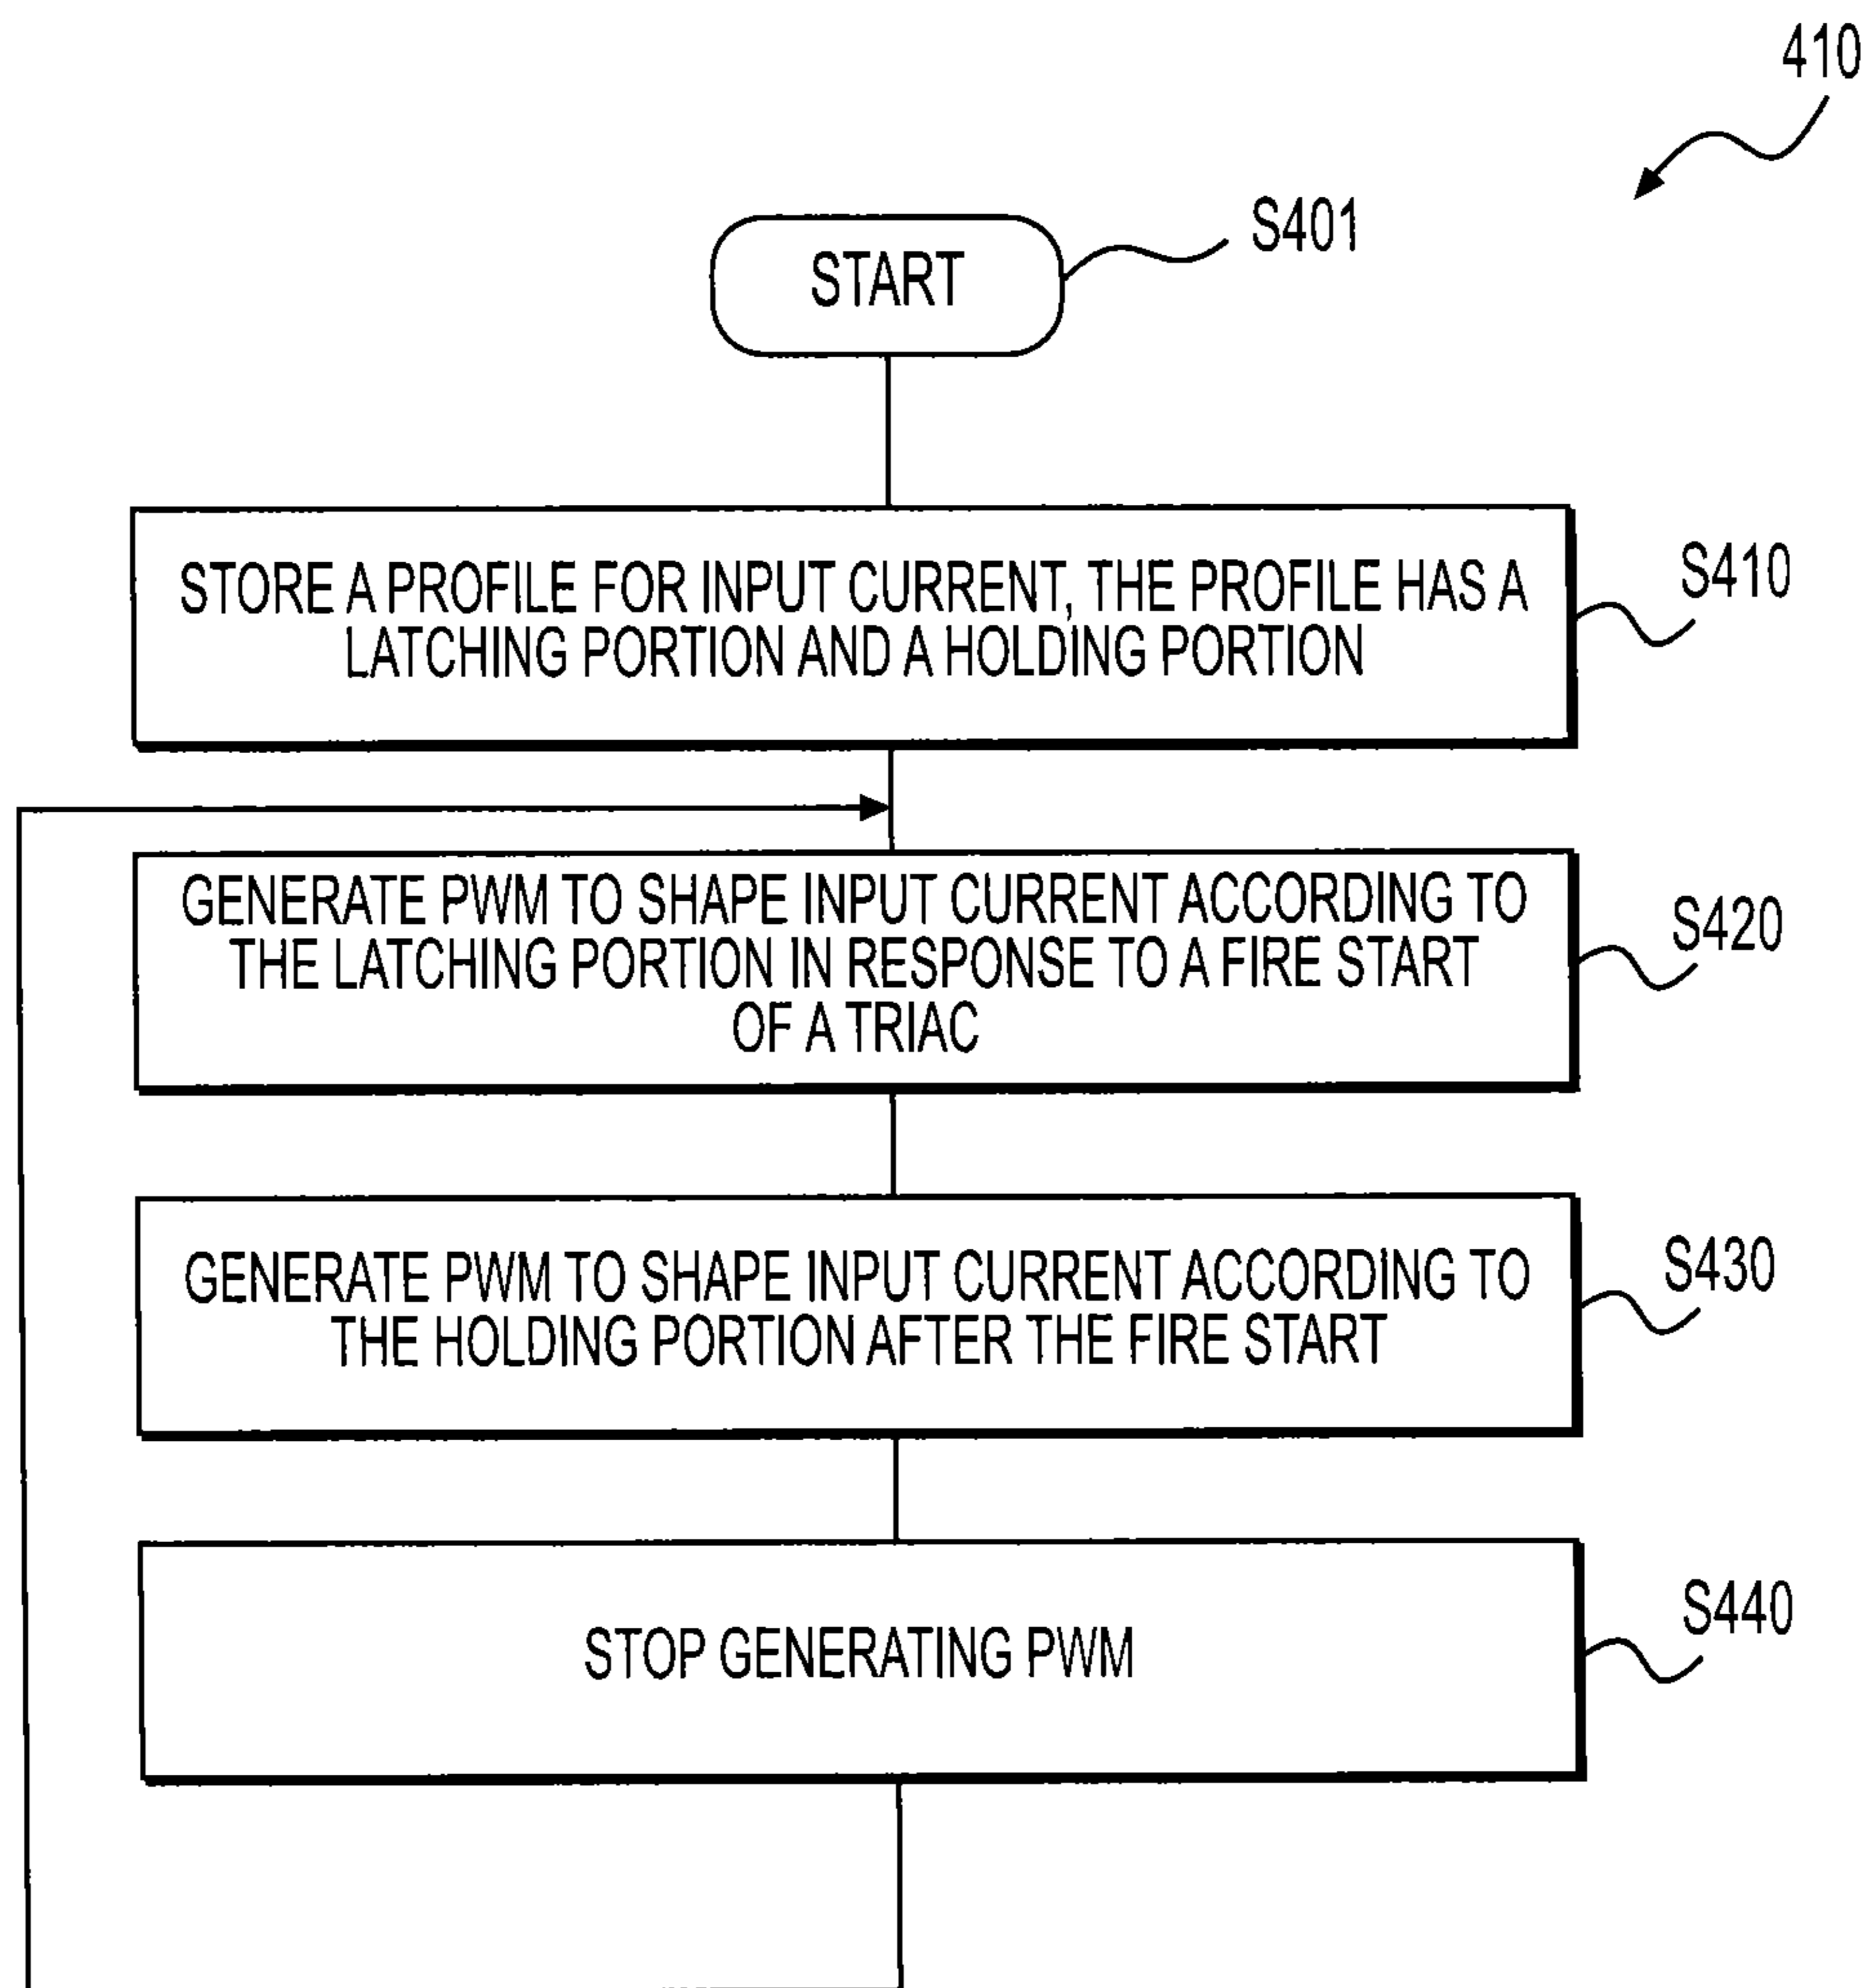 410
START
S401
STORE A PROFILE FOR INPUT CURRENT, THE PROFILE HAS A
LATCHING PORTION AND A HOLDING PORTION
S410
GENERATE PWM TO SHAPE INPUT CURRENT ACCORDING TO
THE LATCHING PORTION IN RESPONSE TO A FIRE START
OF A TRIAC
S420
GENERATE PWM TO SHAPE INPUT CURRENT ACCORDING TO
THE HOLDING PORTION AFTER THE FIRE START
S430
STOP GENERATING PWM
S440